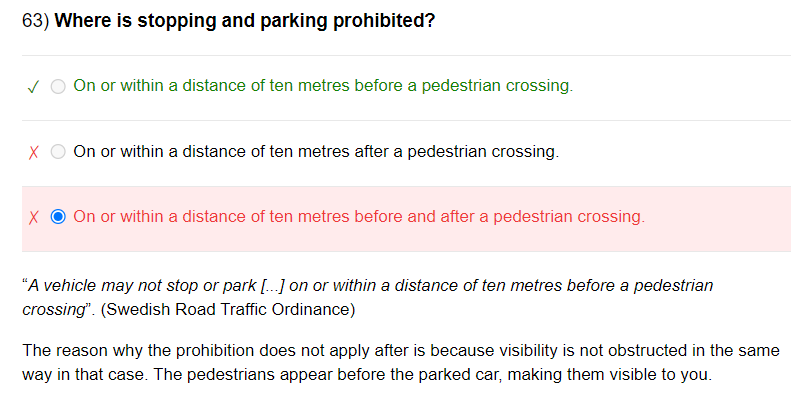 63) Where is stopping and parking prohibited?
✓ On or within a distance of ten metres before a pedestrian crossing.
X On or within a distance of ten metres after a pedestrian crossing.
X On or within a distance of ten metres before and after a pedestrian crossing.
“A vehicle may not stop or park [...] on or within a distance of ten metres before a pedestrian
crossing”. (Swedish Road Traffic Ordinance)
The reason why the prohibition does not apply after is because visibility is not obstructed in the same
way in that case. The pedestrians appear before the parked car, making them visible to you.